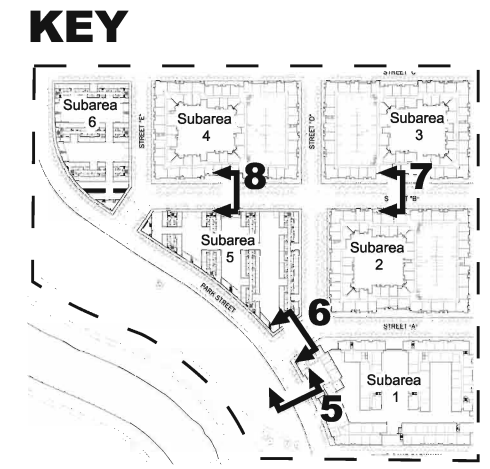 KEY
STREET "C"
Subarea
6
STREET "E"
Subarea
4
STREET "D"
Subarea
3
8
7
"B"
Subarea
5
Subarea
2
PARK STREET
6
STREET "A"
Subarea
1
5